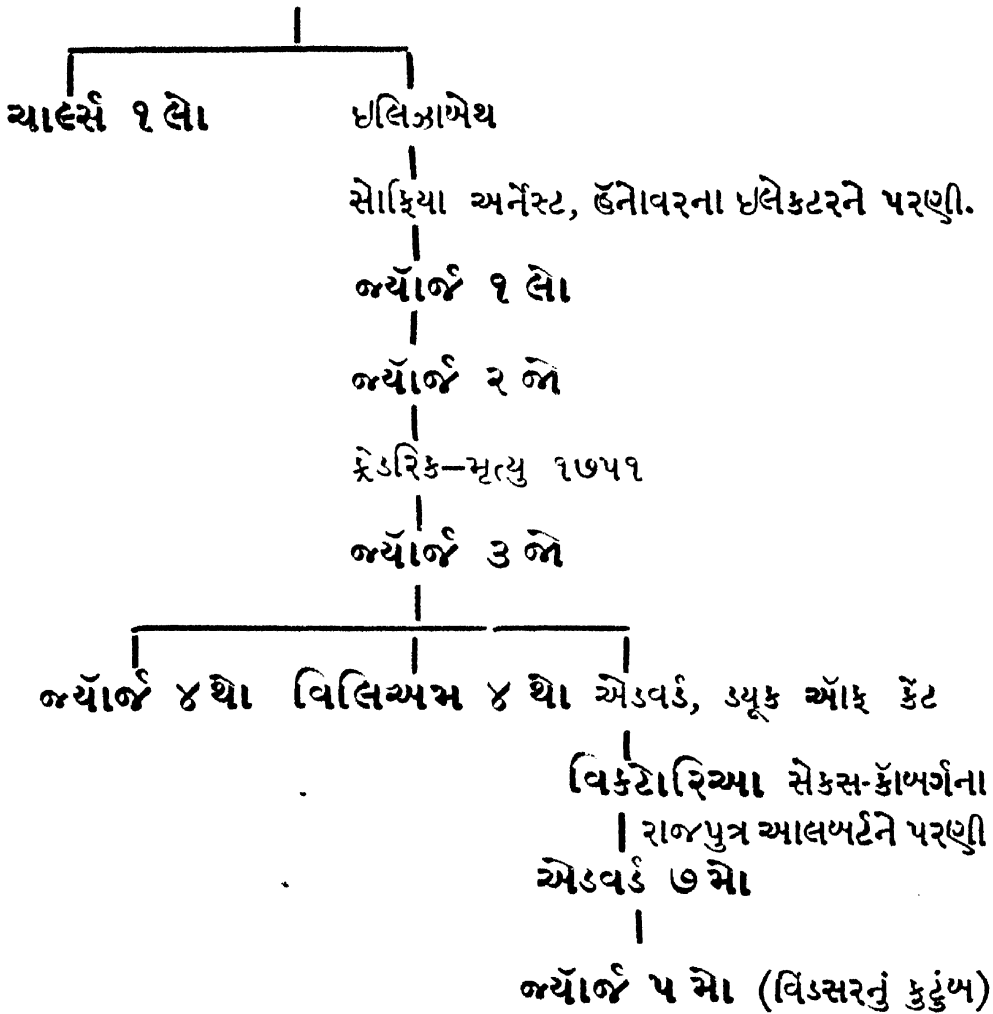 ચાર્લ્સ ૧ લો ઇલિઝાબેથ
સોફિયા અર્નેસ્ટ, હૅનોવરના ઇલેકટરને પરણી.
જ્યૉર્જ ૧ લો
જ્યૉર્જ ૨ જો
ફ્રેડરિક–મૃત્યુ ૧૭૫૧
જ્યૉર્જ ૩ જો
જ્યૉર્જ ૪ થો વિલિઅમ ૪ થો એડવર્ડ, ડયૂક ઑફ કેંટ
વિક્ટોરિઆ સેકસ-કૉબર્ગના
રાજપુત્ર આલબર્ટને પરણી
એડવર્ડ ૭ મો
જ્યૉર્જ ૫ મો (વિંડસરનું કુટુંબ)